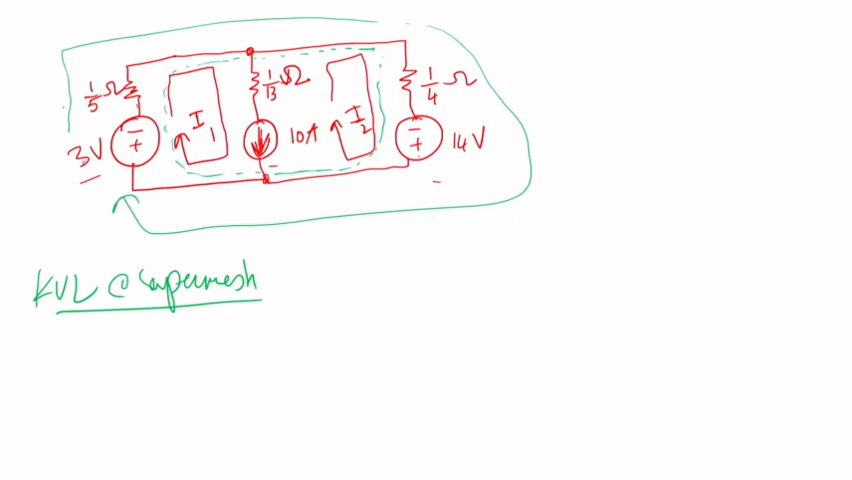 1/5 Ω
1/13 Ω
1/4 Ω
I1
I2
- +
10A
- +
3V
14V
KVL @ Supermesh